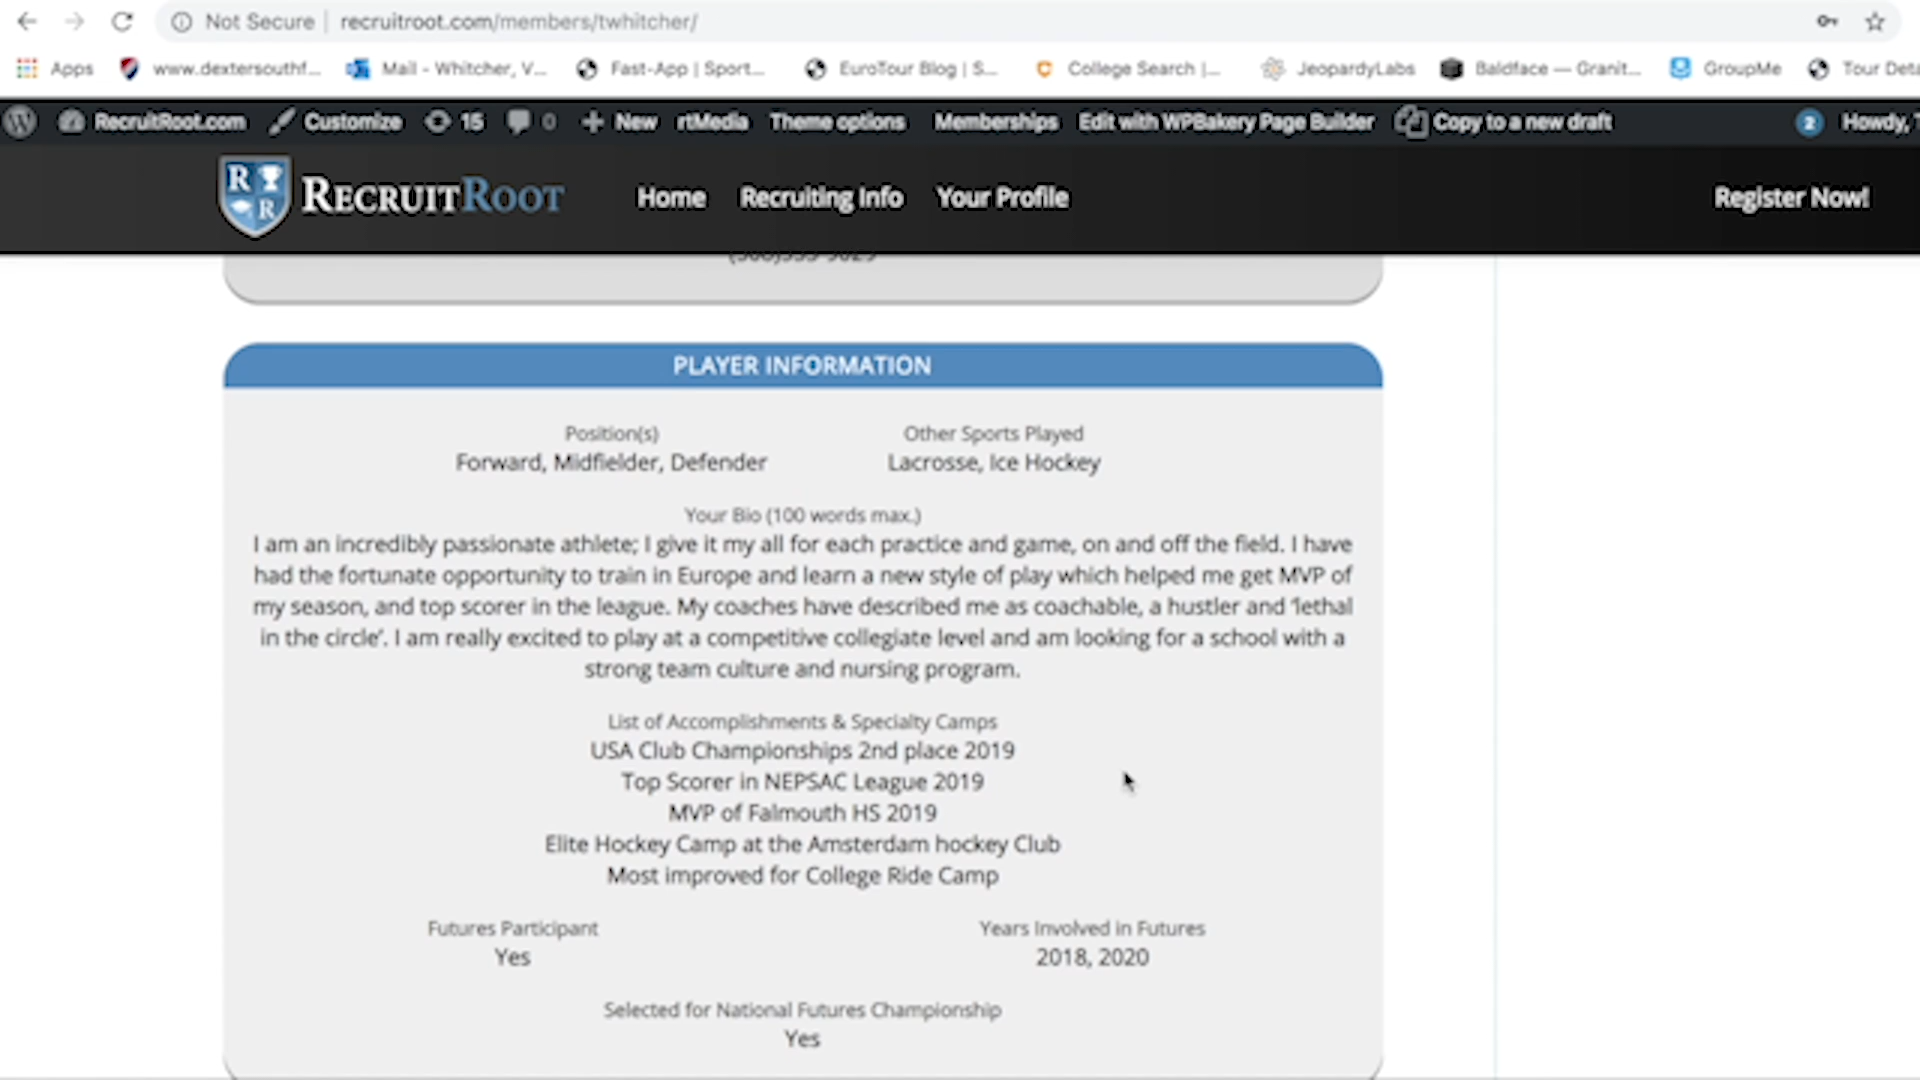 Not Secure | recruitroot.com/members/twhitcher/
Apps www.dextersouthf... Mail - Whitcher, V... Fast-App | Sport... EuroTour Blog | S... College Search |... JeopardyLabs Baldface — Granit... GroupMe Tour Deta
RecruitRoot.com Customize 15 0 New rtMedia Theme options Memberships Edit with WPBakery Page Builder Copy to a new draft 2 Howdy, T
R R RECRUITROOT Home Recruiting Info Your Profile Register Now!
PLAYER INFORMATION
Position(s) Other Sports Played
Forward, Midfielder, Defender Lacrosse, Ice Hockey
Your Bio (100 words max.)
I am an incredibly passionate athlete; I give it my all for each practice and game, on and off the field. I have
had the fortunate opportunity to train in Europe and learn a new style of play which helped me get MVP of
my season, and top scorer in the league. My coaches have described me as coachable, a hustler and 'lethal
in the circle'. I am really excited to play at a competitive collegiate level and am looking for a school with a
strong team culture and nursing program.
List of Accomplishments & Specialty Camps
USA Club Championships 2nd place 2019
Top Scorer in NEPSAC League 2019
MVP of Falmouth HS 2019
Elite Hockey Camp at the Amsterdam hockey Club
Most improved for College Ride Camp
Futures Participant Years Involved in Futures
Yes 2018, 2020
Selected for National Futures Championship
Yes